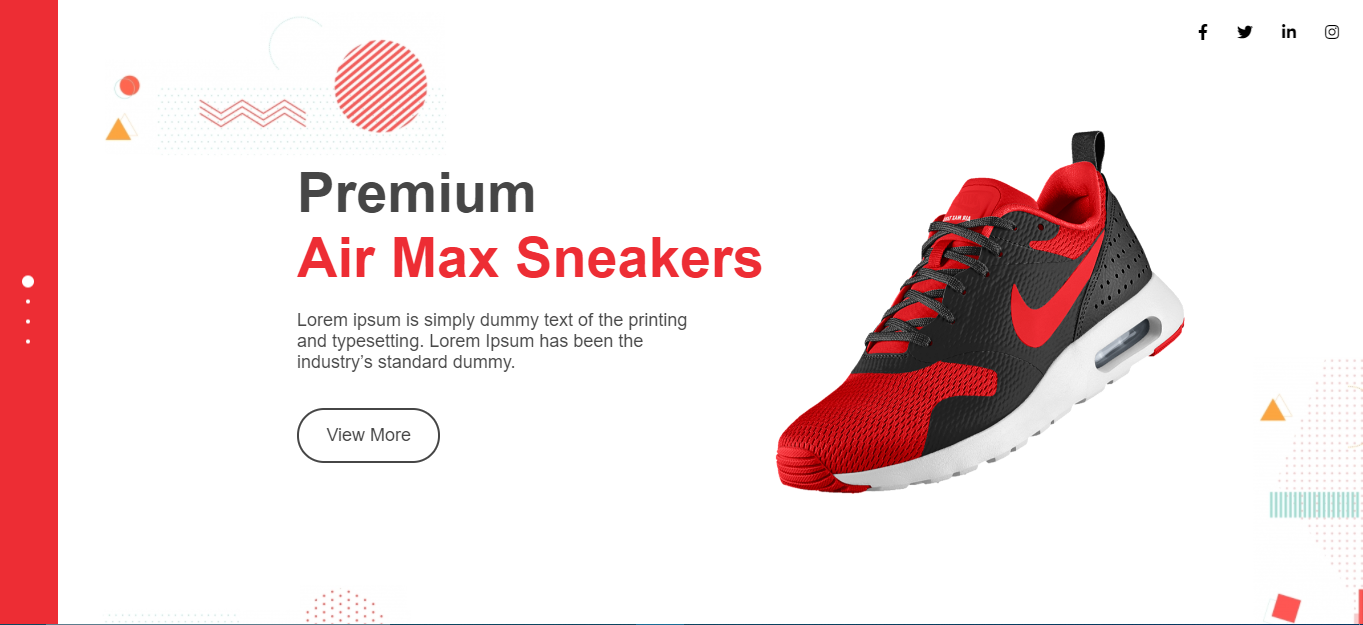 Premium
Air Max Sneakers
Lorem ipsum is simply dummy text of the printing
and typesetting. Lorem Ipsum has been the
industry’s standard dummy.
View More